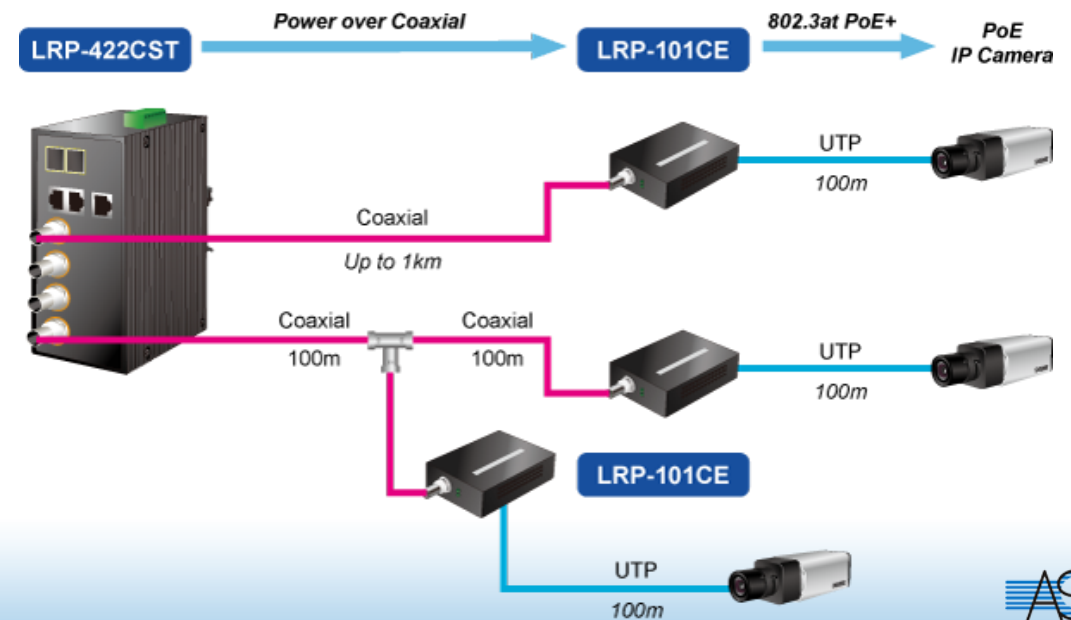 Power over Coaxial
802.3at PoE+
LRP-422CST
LRP-101CE
PoE
IP Camera
UTP
100m
Coaxial
Up to 1km
Coaxial
Coaxial
100m
100m
UTP
100m
LRP-101CE
UTP
100m